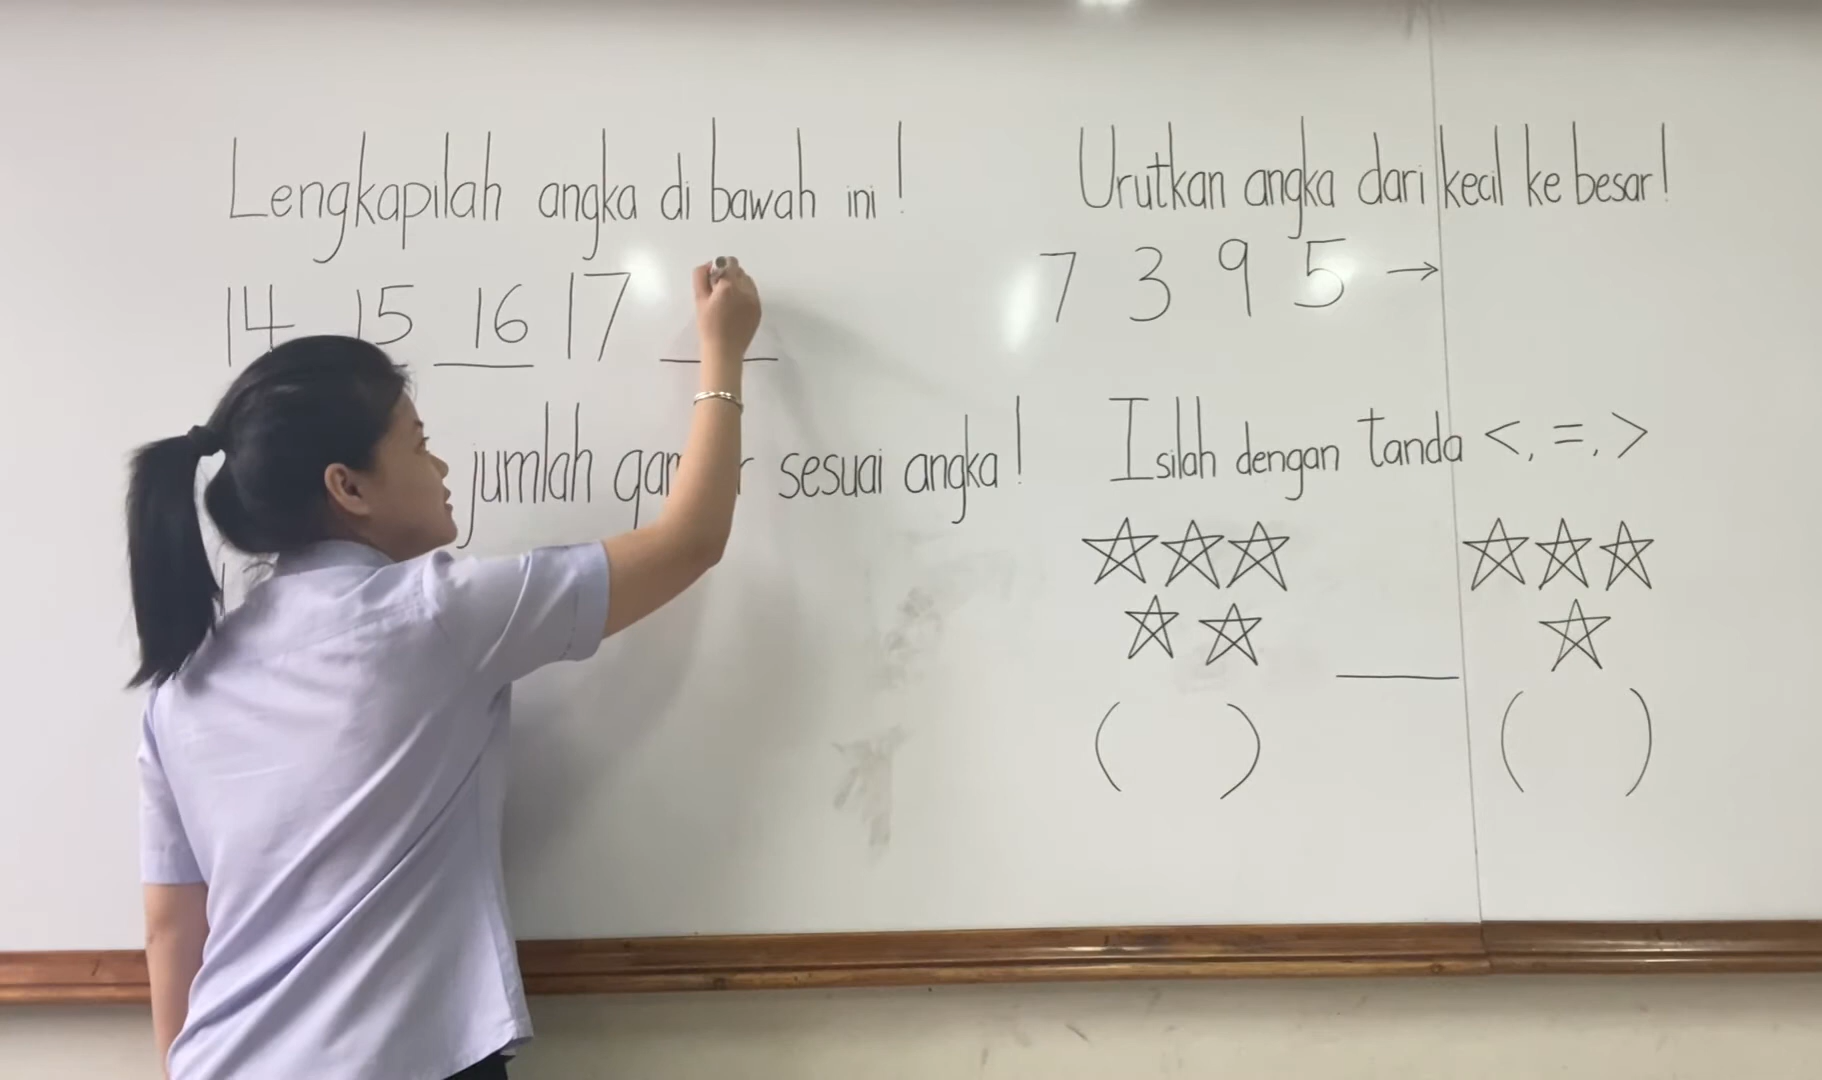 Lengkapilah angka di bawah ini!
14 15 16 17
jumlah sesuai angka!
Urutkan angka dari kecil ke besar!
7 3 9 5 →
Isilah dengan tanda <, =, >
( ) ( )